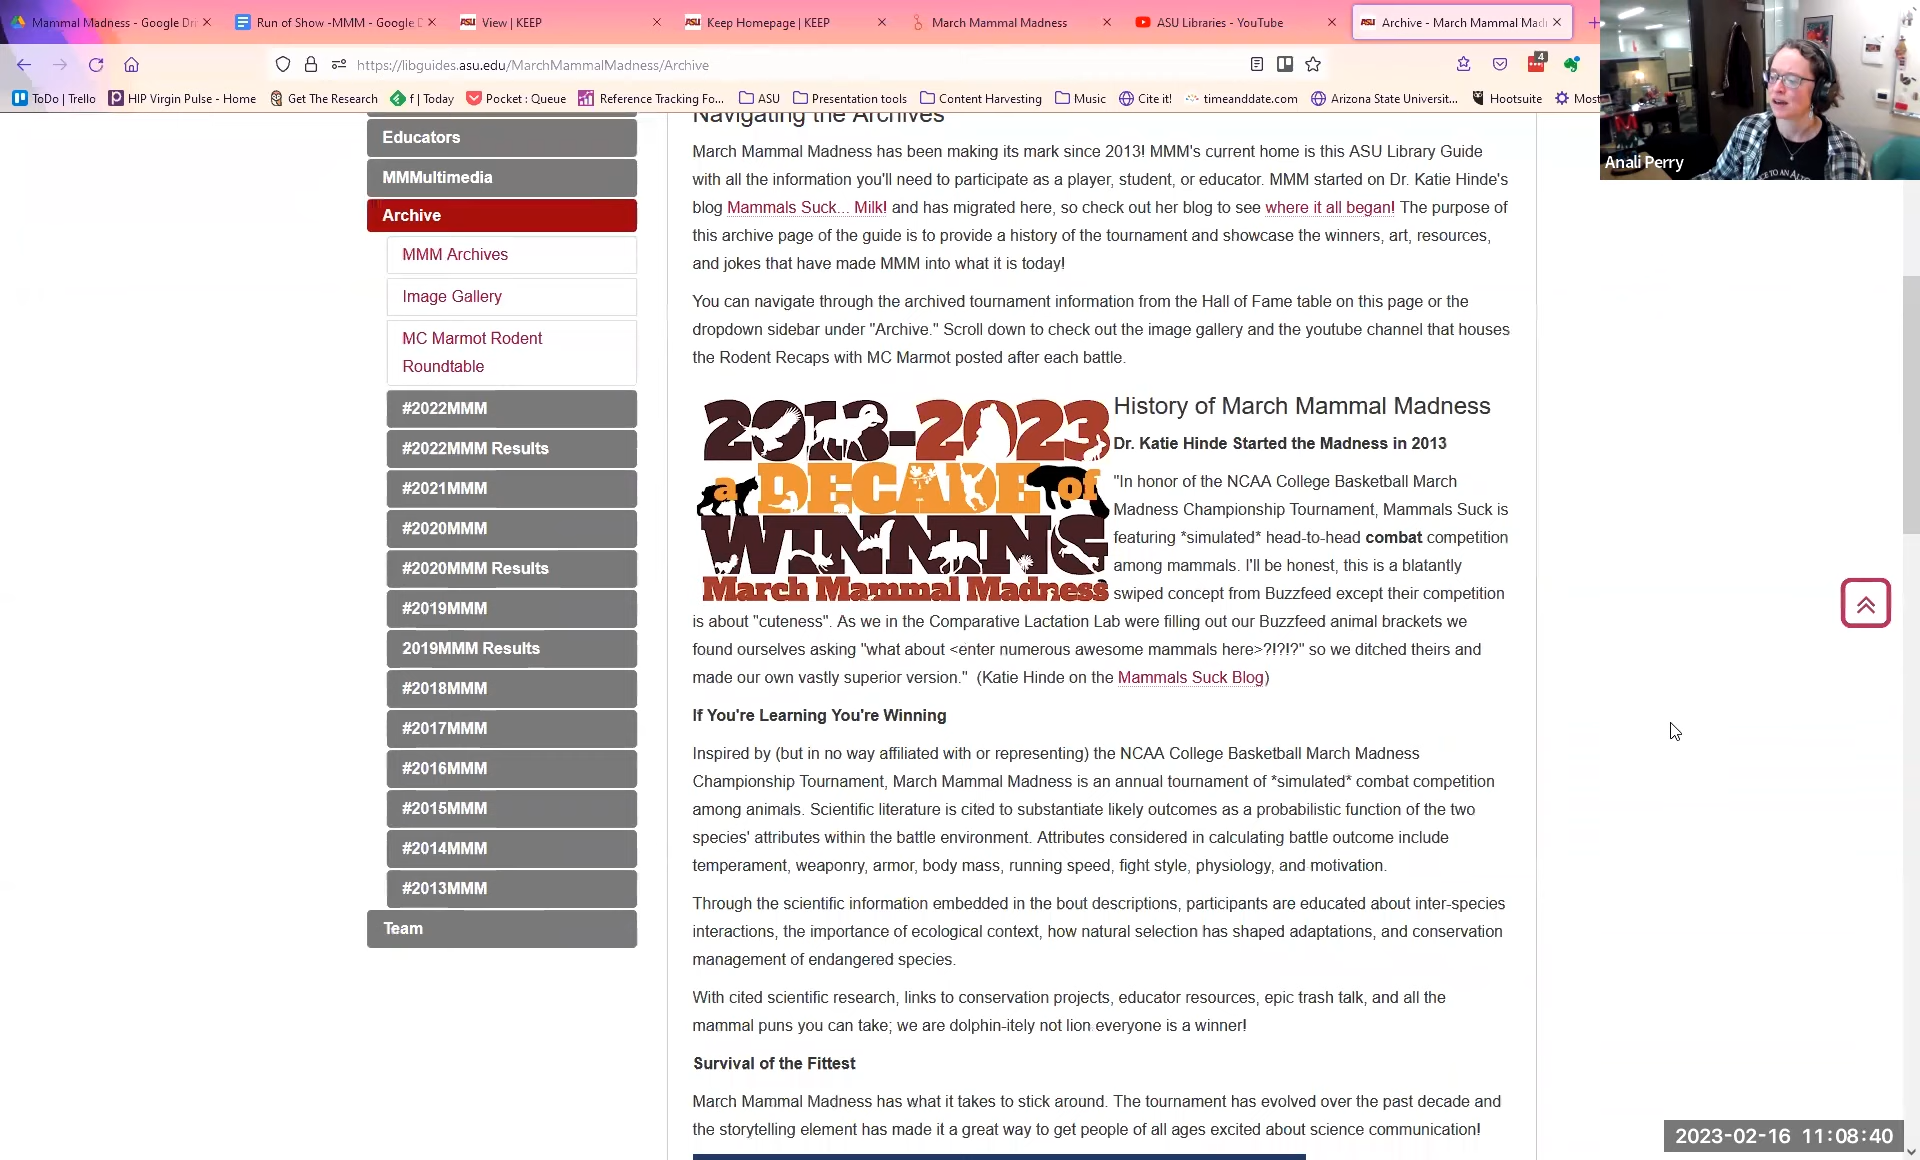 Mammal Madness - Google Dri
Run of Show -MMM - Google D
ASU View | KEEP
ASU Keep Homepage | KEEP
March Mammal Madness
ASU Libraries - YouTube
ASU Archive - March Mammal Mad
https://libguides.asu.edu/MarchMammalMadness/Archive
4
ToDo | Trello
HIP Virgin Pulse - Home
Get The Research
f | Today
Pocket : Queue
Reference Tracking Fo...
ASU
Presentation tools
Content Harvesting
Music
Cite it!
timeanddate.com
Arizona State Universit...
Hootsuite
Most
Anali Perry
Educators
MMMultimedia
Archive
MMM Archives
Image Gallery
MC Marmot Rodent
Roundtable
#2022MMM
#2022MMM Results
#2021MMM
#2020MMM
#2020MMM Results
#2019MMM
2019MMM Results
#2018MMM
#2017MMM
#2016MMM
#2015MMM
#2014MMM
#2013MMM
Team
Navigating the Archives
March Mammal Madness has been making its mark since 2013! MMM's current home is this ASU Library Guide
with all the information you'll need to participate as a player, student, or educator. MMM started on Dr. Katie Hinde's
blog Mammals Suck... Milk! and has migrated here, so check out her blog to see where it all began! The purpose of
this archive page of the guide is to provide a history of the tournament and showcase the winners, art, resources,
and jokes that have made MMM into what it is today!
You can navigate through the archived tournament information from the Hall of Fame table on this page or the
dropdown sidebar under "Archive." Scroll down to check out the image gallery and the youtube channel that houses
the Rodent Recaps with MC Marmot posted after each battle.
2013-2023
a DECADE of
WINNING
March Mammal Madness
History of March Mammal Madness
Dr. Katie Hinde Started the Madness in 2013
"In honor of the NCAA College Basketball March
Madness Championship Tournament, Mammals Suck is
featuring *simulated* head-to-head combat competition
among mammals. I'll be honest, this is a blatantly
swiped concept from Buzzfeed except their competition
is about "cuteness". As we in the Comparative Lactation Lab were filling out our Buzzfeed animal brackets we
found ourselves asking "what about <enter numerous awesome mammals here>?!?!?" so we ditched theirs and
made our own vastly superior version." (Katie Hinde on the Mammals Suck Blog)
If You're Learning You're Winning
Inspired by (but in no way affiliated with or representing) the NCAA College Basketball March Madness
Championship Tournament, March Mammal Madness is an annual tournament of *simulated* combat competition
among animals. Scientific literature is cited to substantiate likely outcomes as a probabilistic function of the two
species' attributes within the battle environment. Attributes considered in calculating battle outcome include
temperament, weaponry, armor, body mass, running speed, fight style, physiology, and motivation.
Through the scientific information embedded in the bout descriptions, participants are educated about inter-species
interactions, the importance of ecological context, how natural selection has shaped adaptations, and conservation
management of endangered species.
With cited scientific research, links to conservation projects, educator resources, epic trash talk, and all the
mammal puns you can take; we are dolphin-itely not lion everyone is a winner!
Survival of the Fittest
March Mammal Madness has what it takes to stick around. The tournament has evolved over the past decade and
the storytelling element has made it a great way to get people of all ages excited about science communication!
2023-02-16 11:08:40